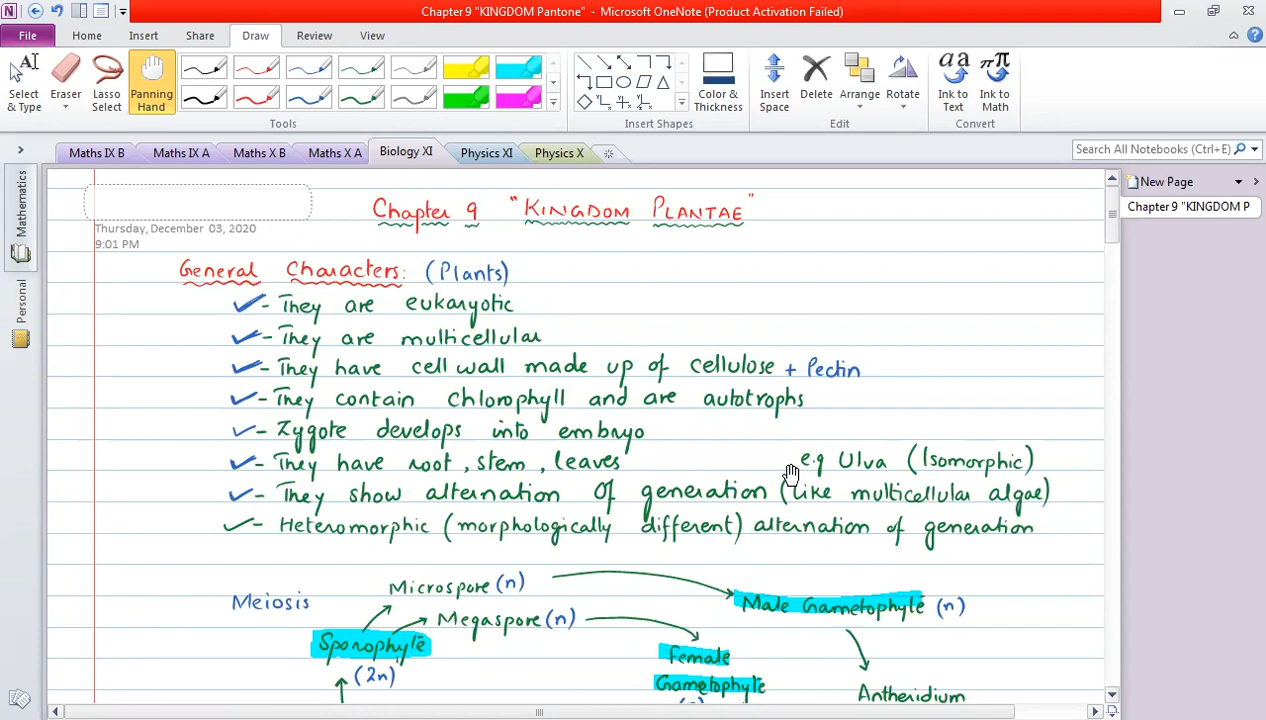 Chapter 9 "KINGDOM Pantone" - Microsoft OneNote (Product Activation Failed)
File Home Insert Share Draw Review View
Select & Type
Eraser
Lasso Select
Panning Hand
Color & Thickness
Insert Space
Delete
Arrange
Rotate
Ink to Text
Ink to Math
Tools Insert Shapes Edit Convert
Maths IX B Maths IX A Maths X B Maths X A Biology XI Physics XI Physics X
Search All Notebooks (Ctrl+E)
Mathematics
Personal
New Page
Chapter 9 "KINGDOM P
Chapter 9 "KINGDOM PLANTAE"
Thursday, December 03, 2020
9:01 PM
General Characters: (Plants)
- They are eukaryotic
- They are multicellular
- They have cell wall made up of cellulose + Pectin
- They contain chlorophyll and are autotrophs
- Zygote develops into embryo
- They have root, stem, leaves
e.g Ulva (Isomorphic)
- They show alternation of generation (like multicellular algae)
- Heteromorphic (morphologically different) alternation of generation
Meiosis
Microspore (n)
Male Gametophyte (n)
Megaspore (n)
Sporophyte
(2n)
Female
Gametophyte
Antheridium